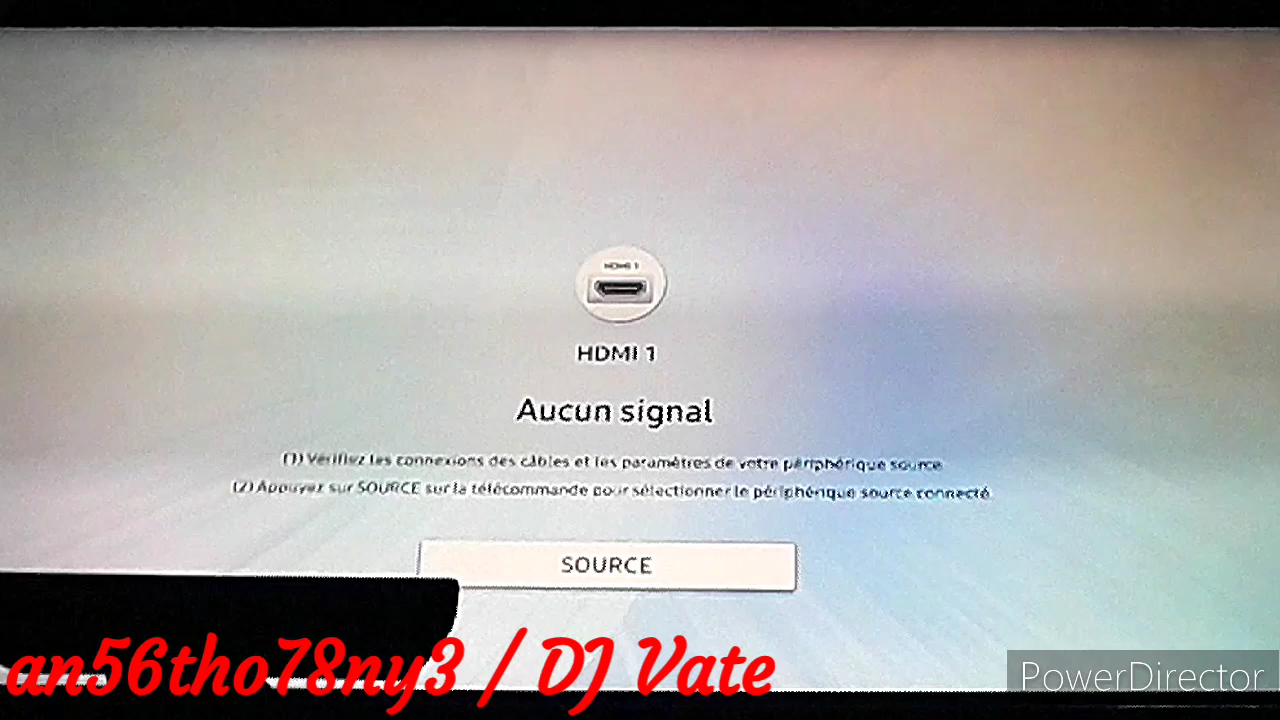 HDMI 1
HDMI 1
Aucun signal
(1) Vérifiez les connexions des câbles et les paramètres de votre périphérique source
(2) Appuyez sur SOURCE sur la télécommande pour sélectionner le périphérique source connecté
SOURCE
an56tho78ny3 / DJ Vate
PowerDirector